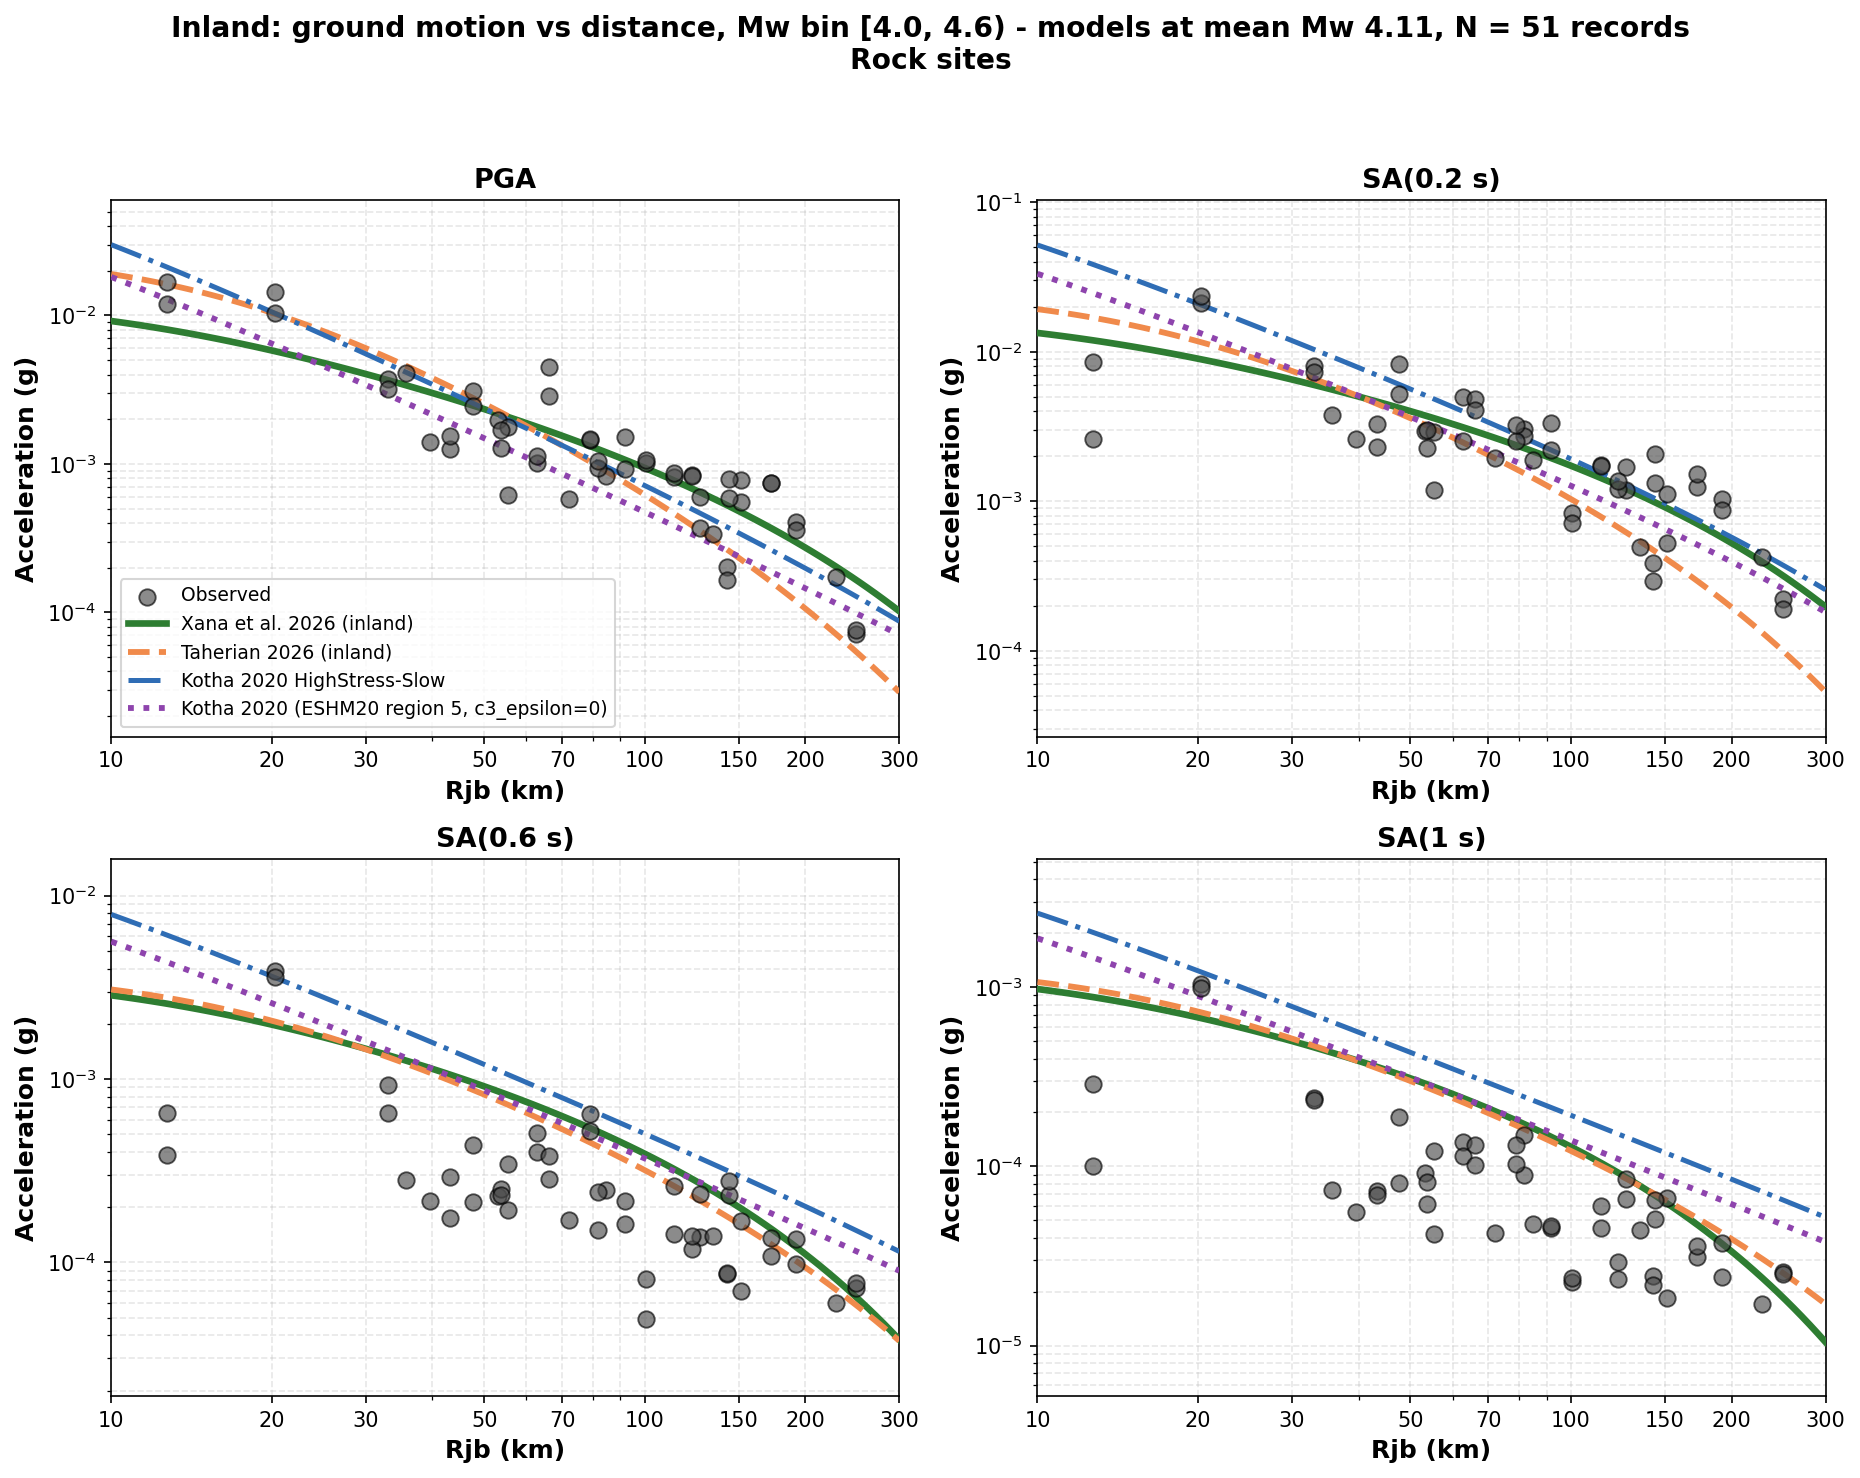 Inland: ground motion vs distance, Mw bin [4.0, 4.6) - models at mean Mw 4.11, N = 51 records
Rock sites
PGA
Acceleration (g)
10⁻²
10⁻³
10⁻⁴
Observed
Xana et al. 2026 (inland)
Taherian 2026 (inland)
Kotha 2020 HighStress-Slow
Kotha 2020 (ESHM20 region 5, c3_epsilon=0)
10 20 30 50 70 100 150 200 300
Rjb (km)
SA(0.2 s)
Acceleration (g)
10⁻¹
10⁻²
10⁻³
10⁻⁴
10 20 30 50 70 100 150 200 300
Rjb (km)
SA(0.6 s)
Acceleration (g)
10⁻²
10⁻³
10⁻⁴
10 20 30 50 70 100 150 200 300
Rjb (km)
SA(1 s)
Acceleration (g)
10⁻³
10⁻⁴
10⁻⁵
10 20 30 50 70 100 150 200 300
Rjb (km)